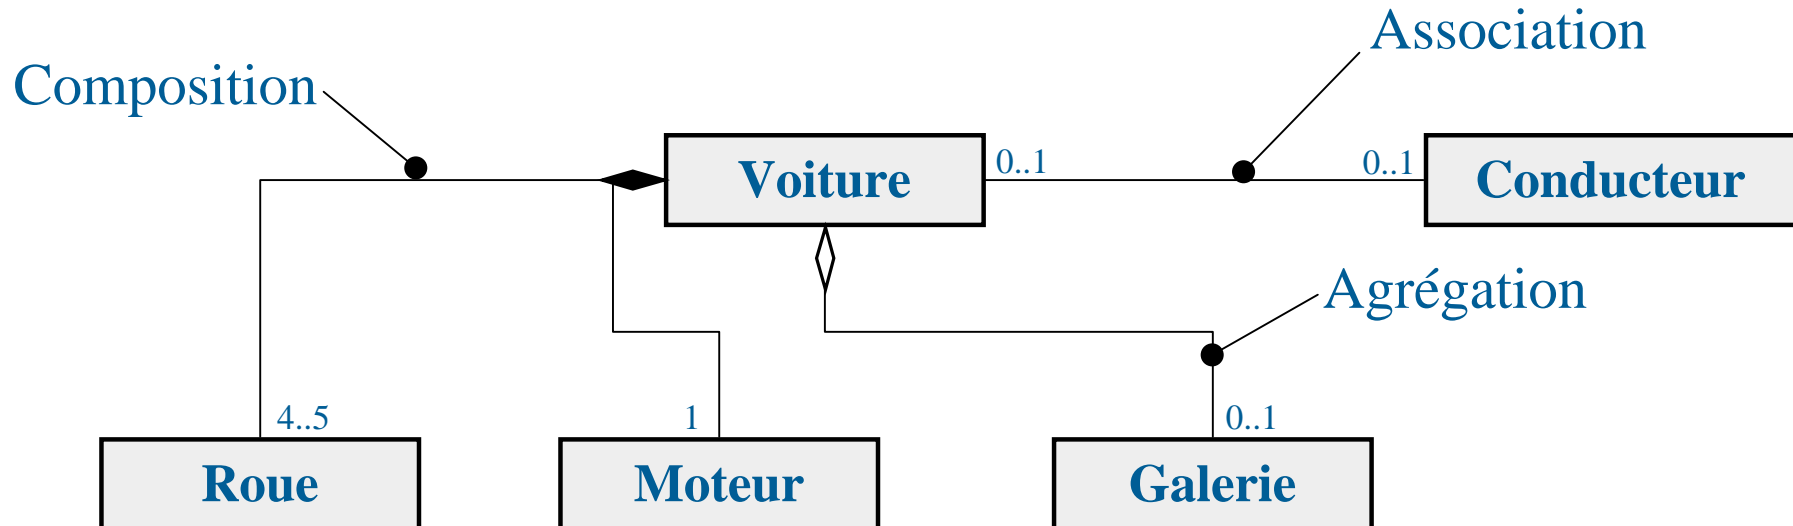 Association
Composition
Voiture
0..1
0..1
Conducteur
Agrégation
4..5
1
0..1
Roue
Moteur
Galerie